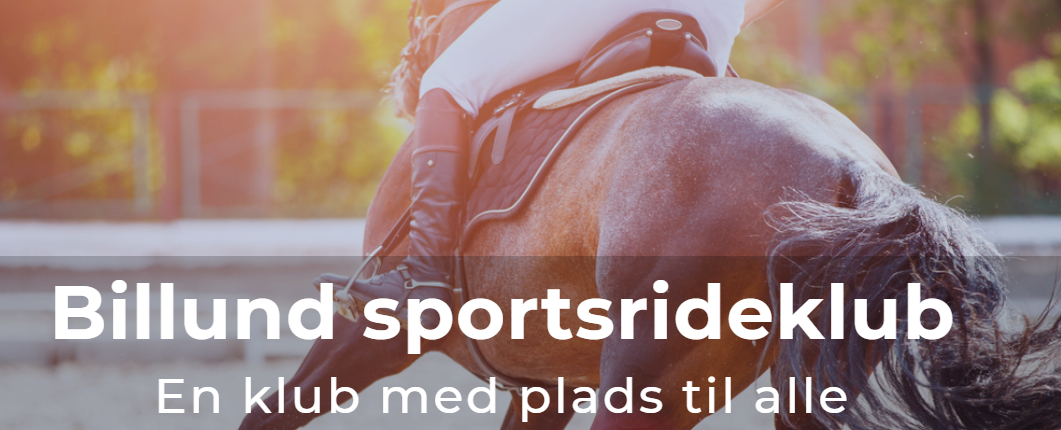 Billund sportsrideklub
En klub med plads til alle